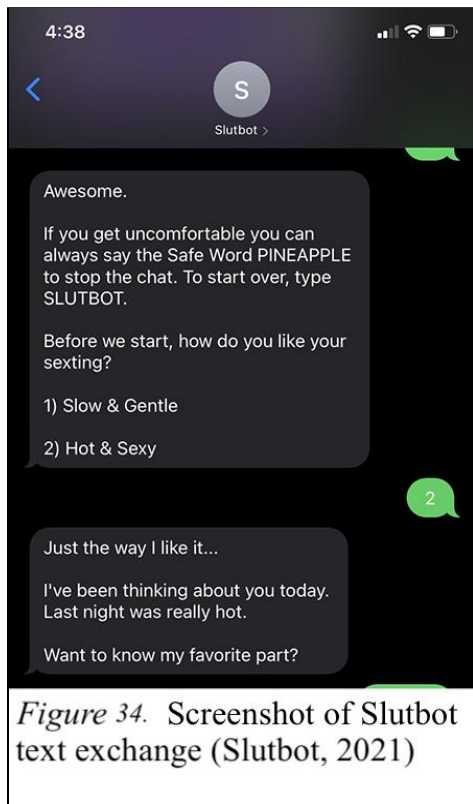 4:38
S
Slutbot >
Awesome.
If you get uncomfortable you can
always say the Safe Word PINEAPPLE
to stop the chat. To start over, type
SLUTBOT.
Before we start, how do you like your
sexting?
1) Slow & Gentle
2) Hot & Sexy
2
Just the way I like it...
I've been thinking about you today.
Last night was really hot.
Want to know my favorite part?
Figure 34. Screenshot of Slutbot
text exchange (Slutbot, 2021)